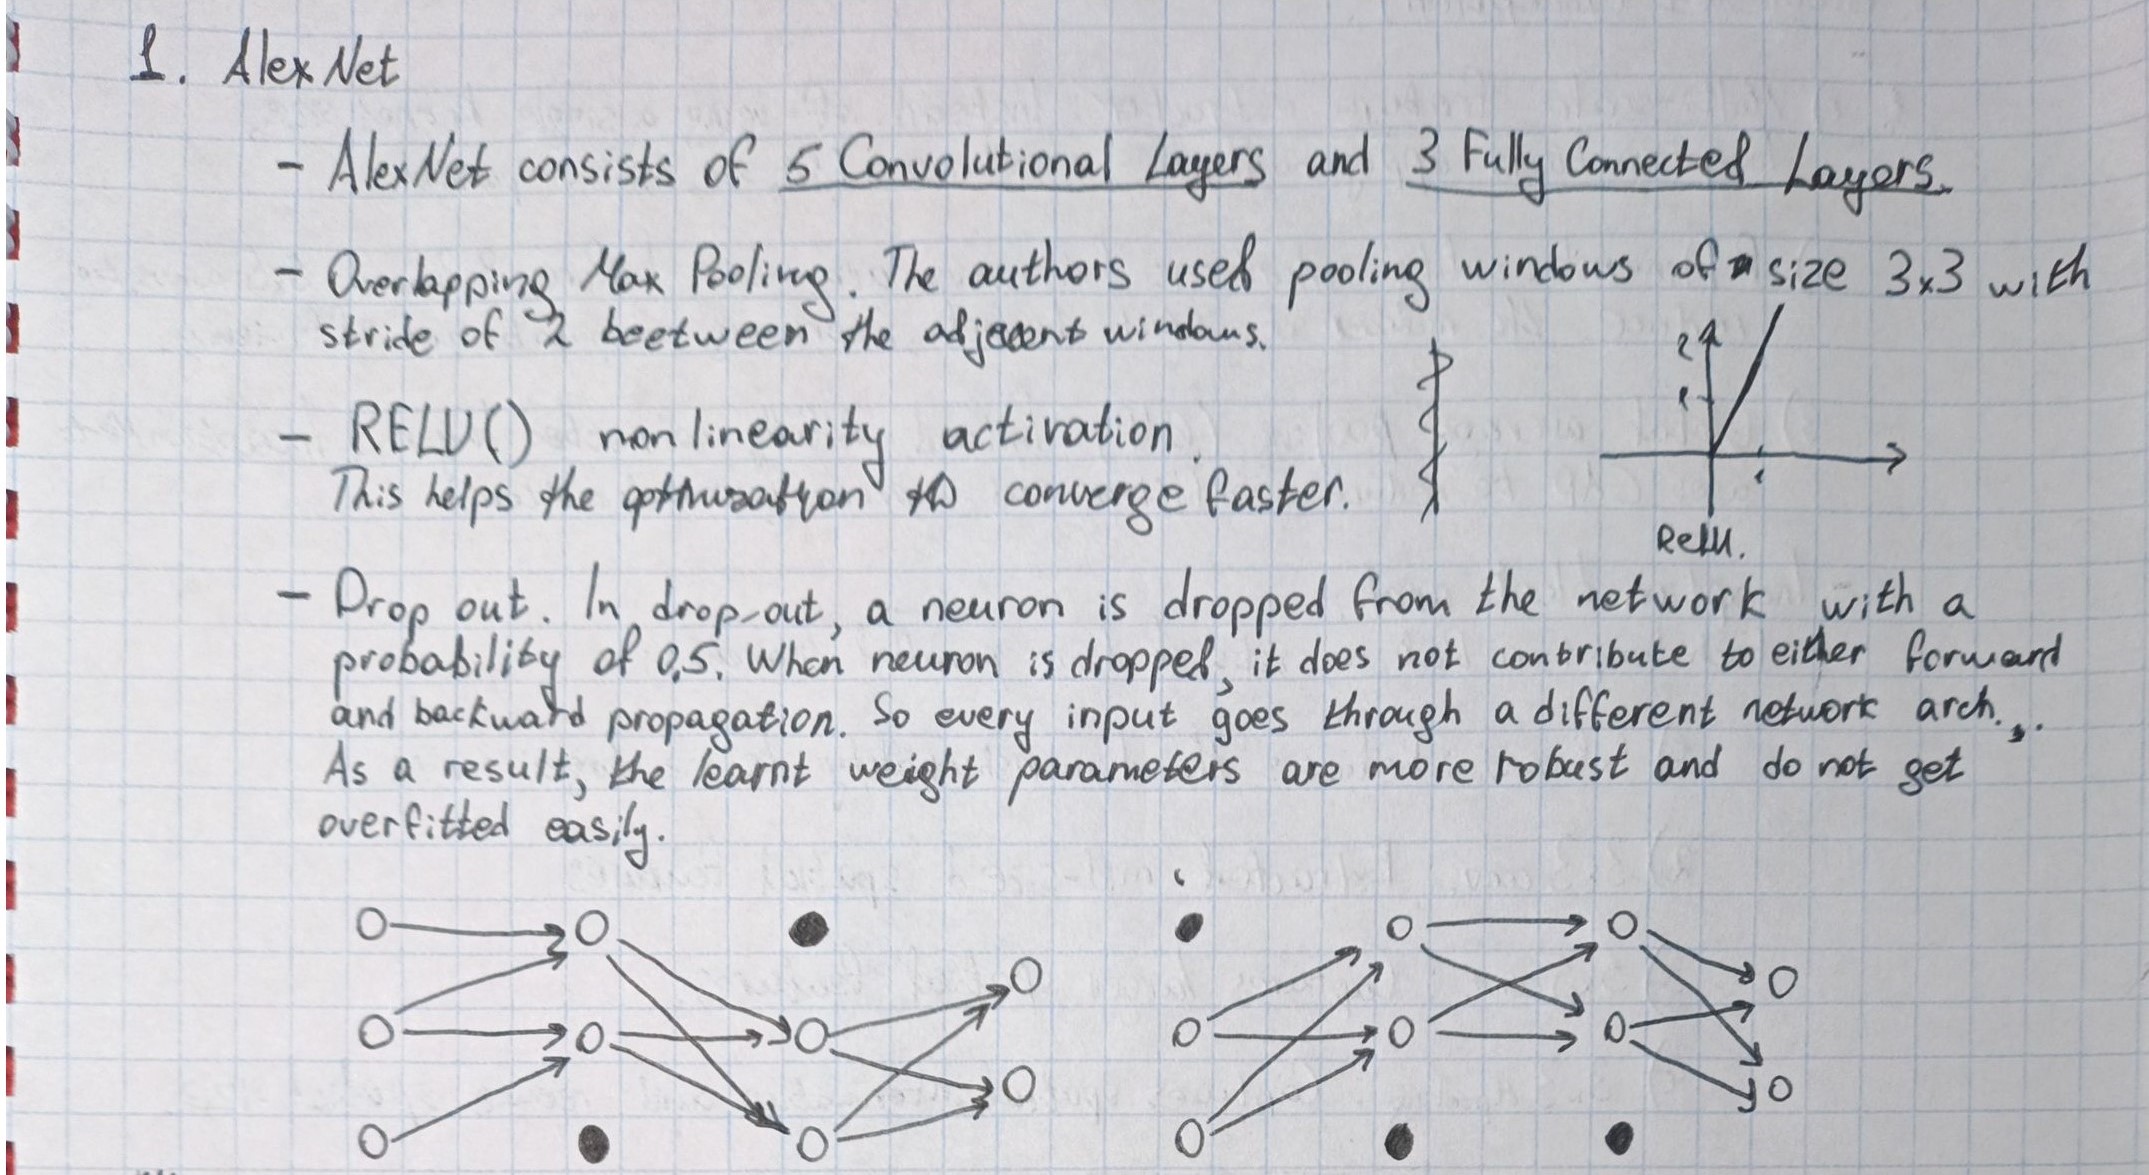 1. AlexNet
- AlexNet consists of 5 Convolutional Layers and 3 Fully Connected Layers.
- Overlapping Max Pooling. The authors used pooling windows of size 3x3 with
stride of 2 beetween the adjacent windows.
- RELU() nonlinearity activation.
This helps the optimization to converge faster.
2
1
1
ReLU.
- Drop out. In drop-out, a neuron is dropped from the network with a
probability of 0,5. When neuron is dropped, it does not contribute to either forward
and backward propagation. So every input goes through a different network arch...
As a result, the learnt weight parameters are more robust and do not get
overfitted easily.